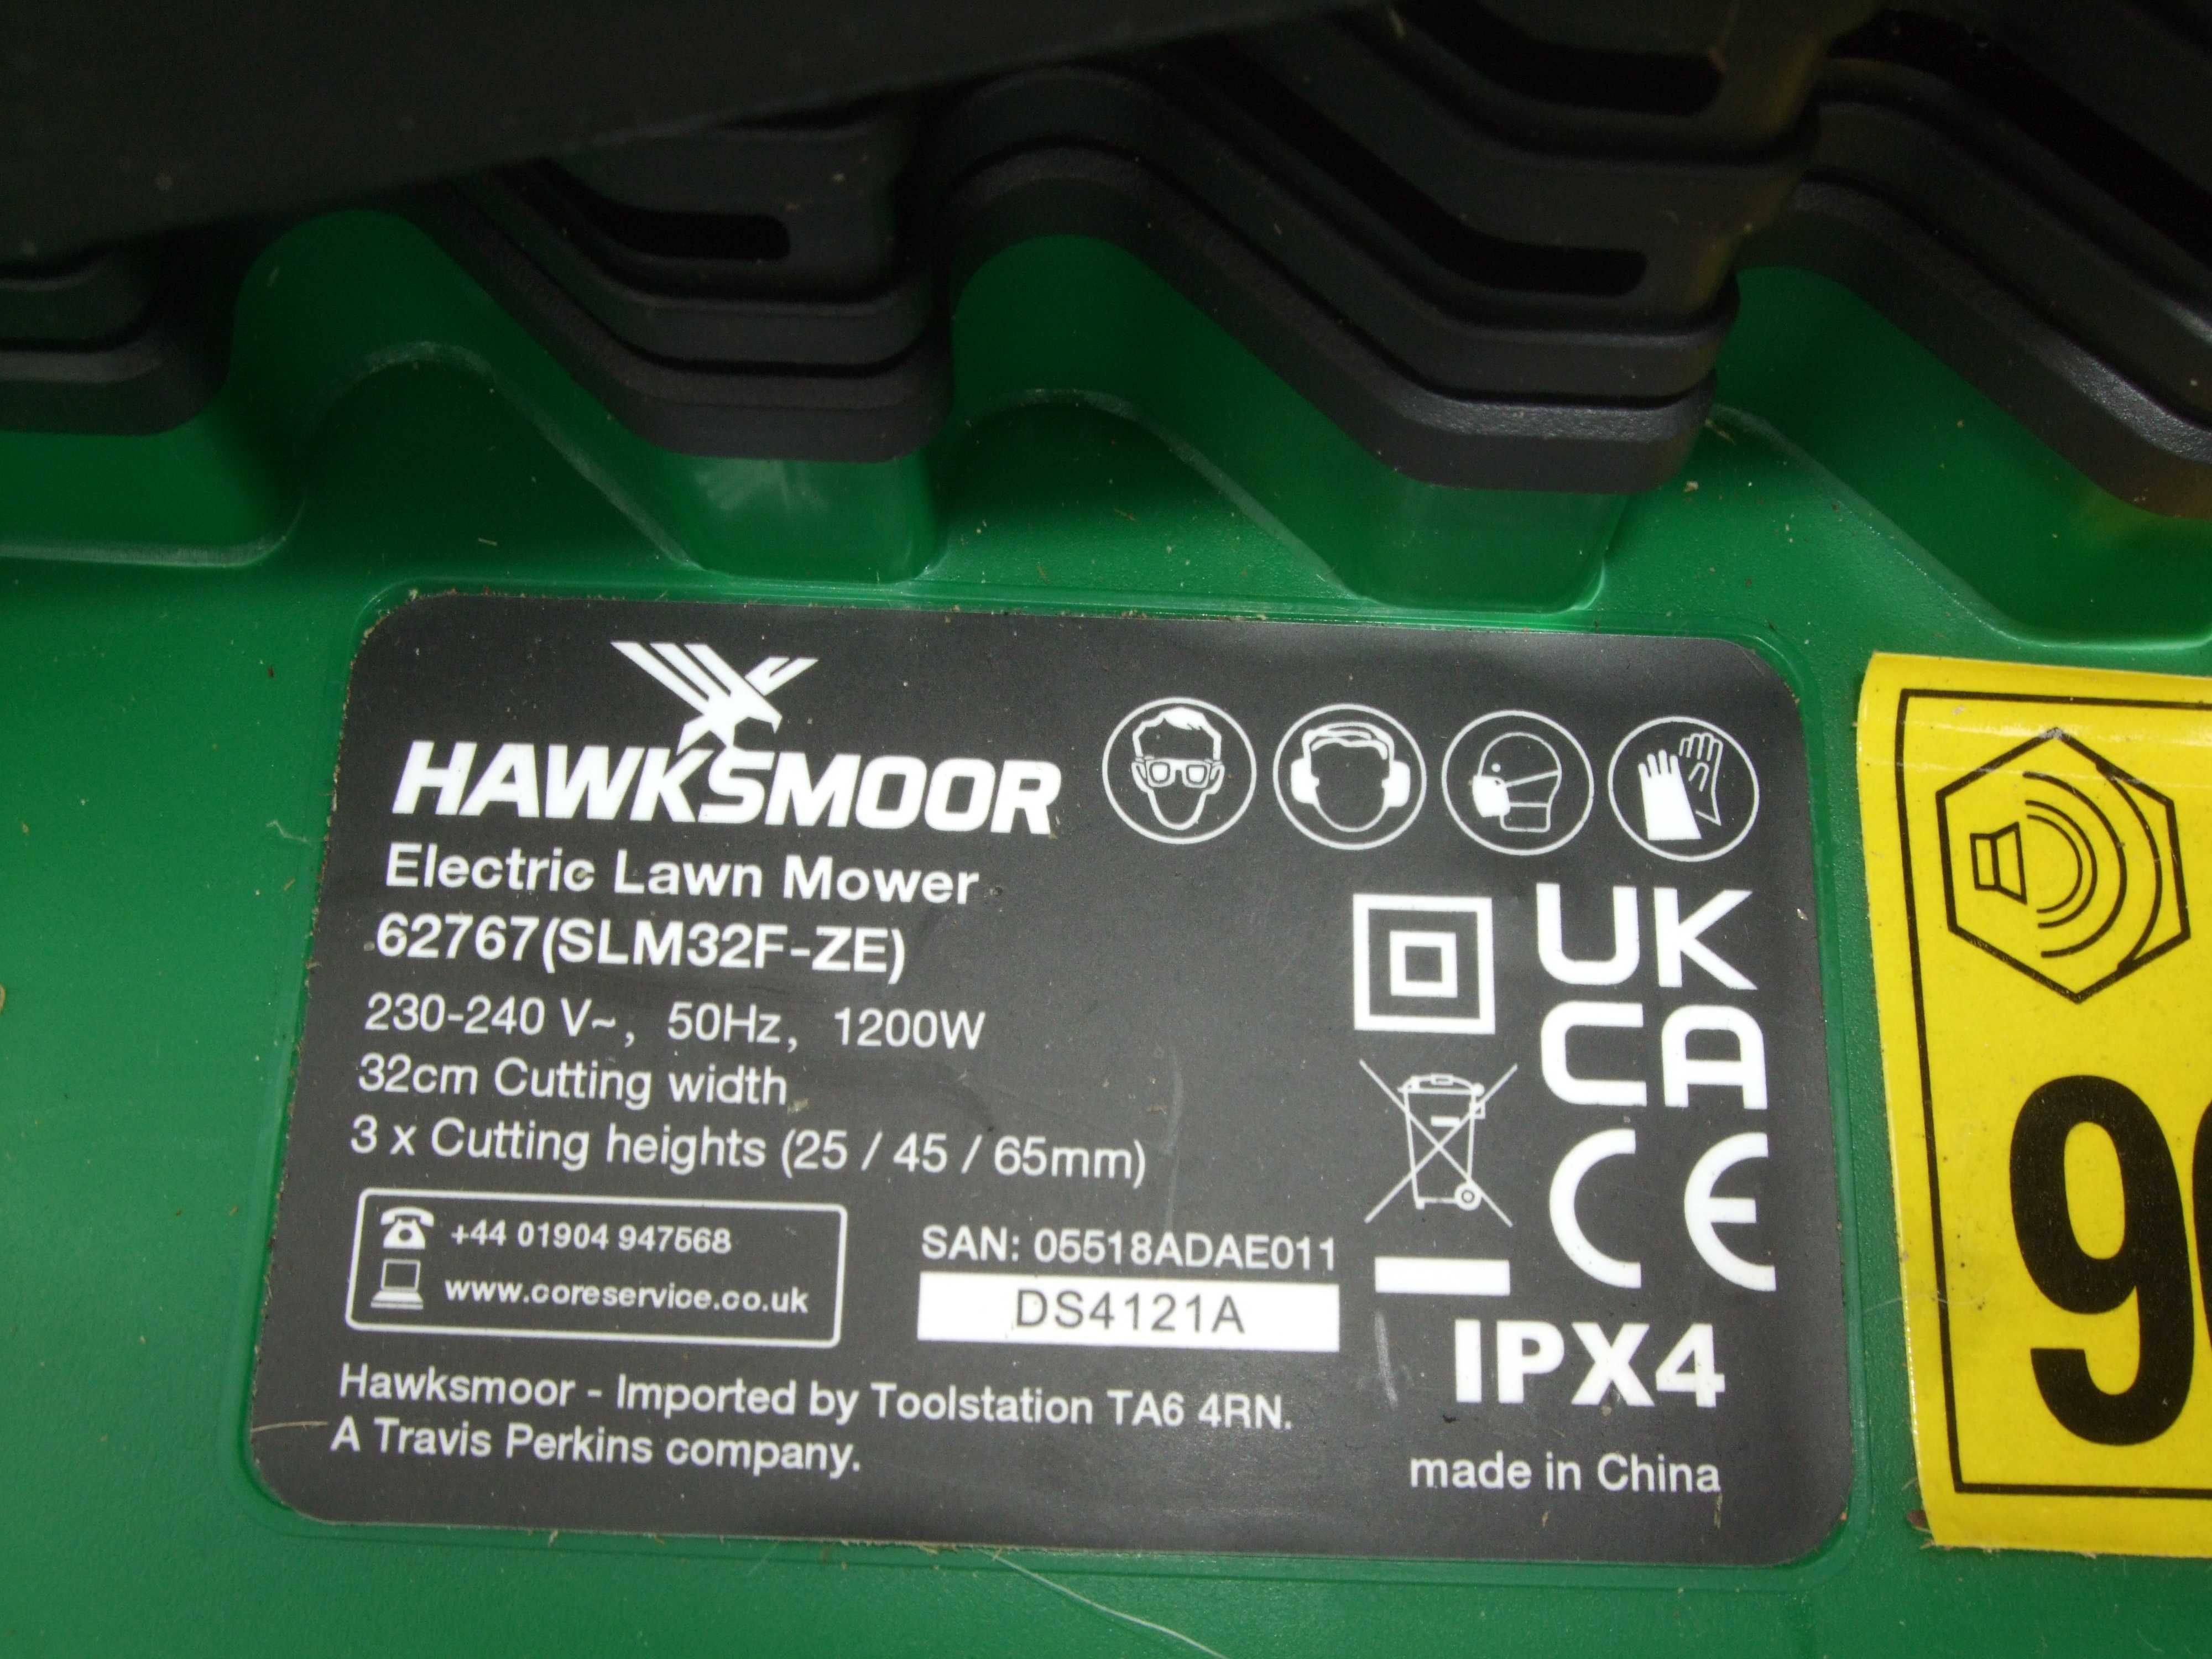 HAWKSMOOR
Electric Lawn Mower
62767(SLM32F-ZE)
230-240 V~, 50Hz, 1200W
32cm Cutting width
3 x Cutting heights (25 / 45 / 65mm)
+44 01904 947568
www.coreservice.co.uk
SAN: 05518ADAE011
DS4121A
Hawksmoor - Imported by Toolstation TA6 4RN.
A Travis Perkins company.
UK
CA
CE
IPX4
made in China